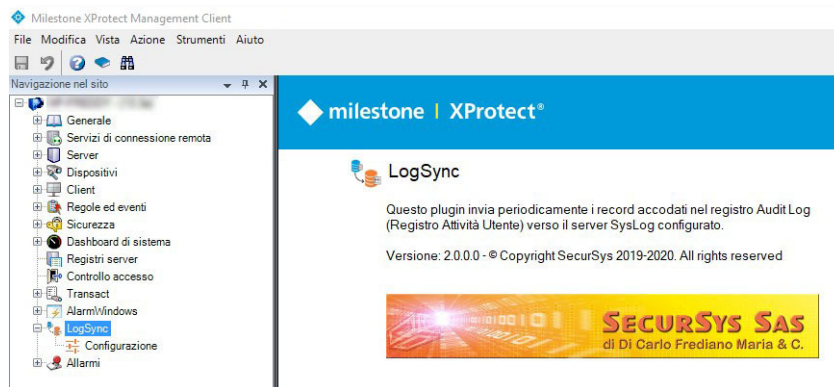 Milestone XProtect Management Client
File Modifica Vista Azione Strumenti Aiuto
Navigazione nel sito
Generale
Servizi di connessione remota
Server
Dispositivi
Client
Regole ed eventi
Sicurezza
Dashboard di sistema
Registri server
Controllo accesso
Transact
AlarmWindows
LogSync
Configurazione
Allarmi
milestone | XProtect®
LogSync
Questo plugin invia periodicamente i record accodati nel registro Audit Log
(Registro Attività Utente) verso il server SysLog configurato.
Versione: 2.0.0.0 - © Copyright SecurSys 2019-2020. All rights reserved
SECURSYS SAS
di Di Carlo Frediano Maria & C.